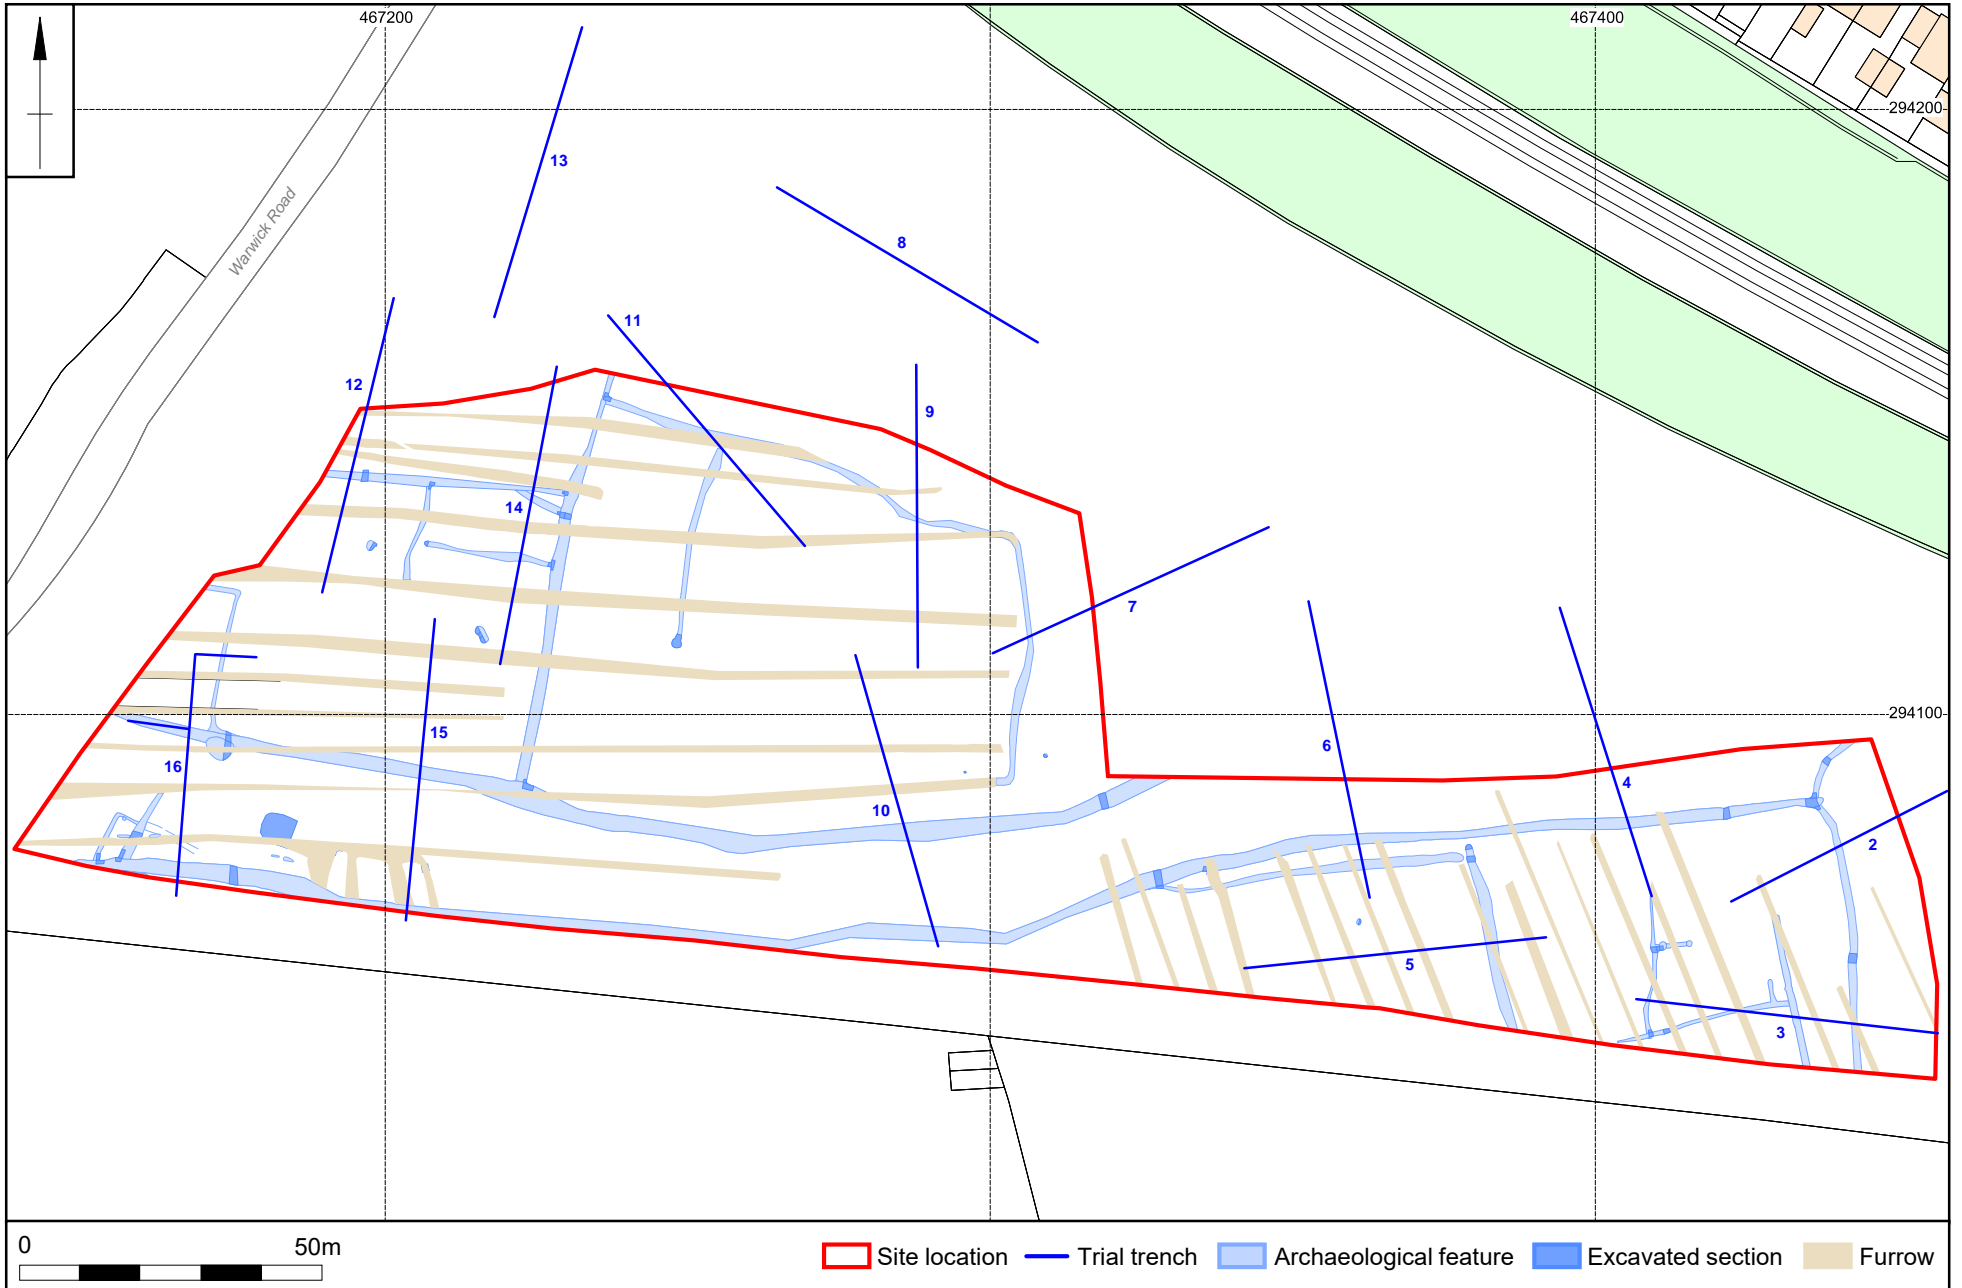 467200
467400
294200
13
Warwick Road
8
11
12
9
14
7
294100
15
6
16
4
10
2
5
3
0
50m
Site location
Trial trench
Archaeological feature
Excavated section
Furrow